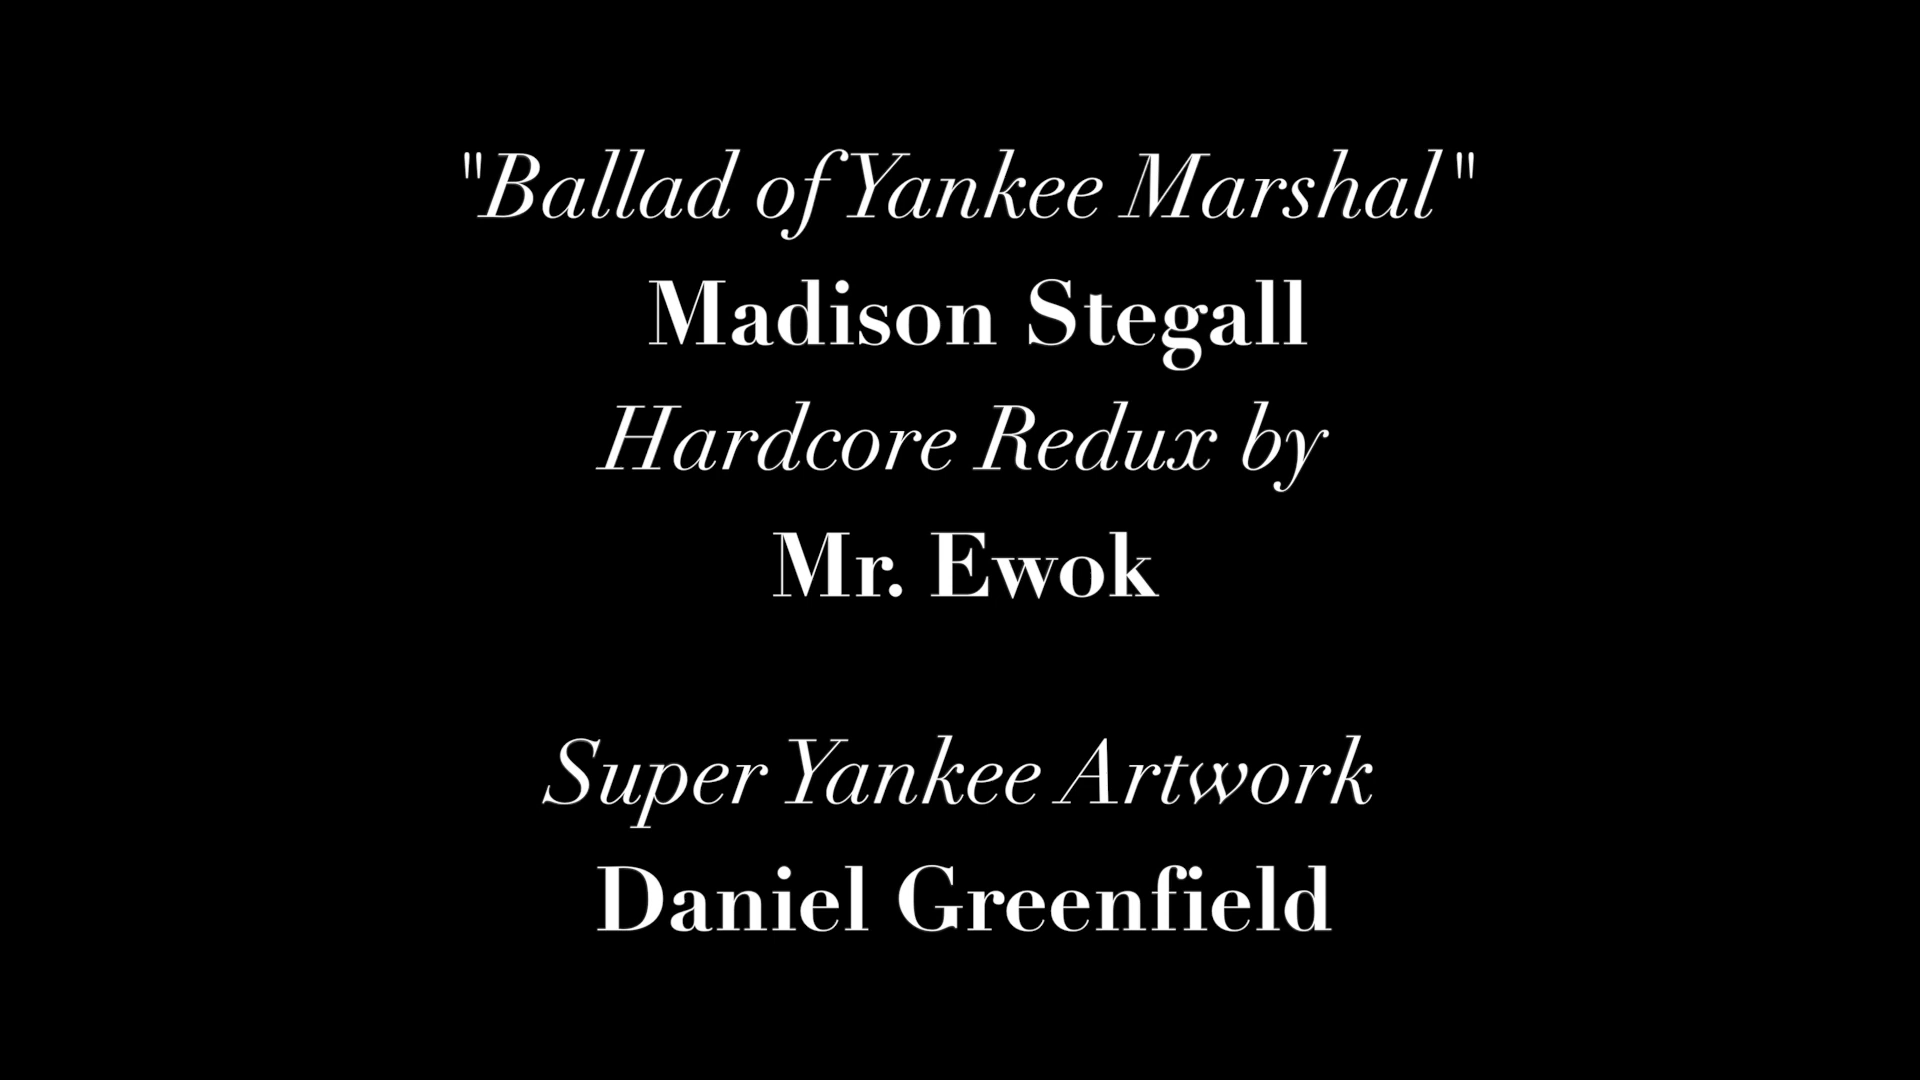 "Ballad of Yankee Marshal"
Madison Stegall
Hardcore Redux by
Mr. Ewok
Super Yankee Artwork
Daniel Greenfield